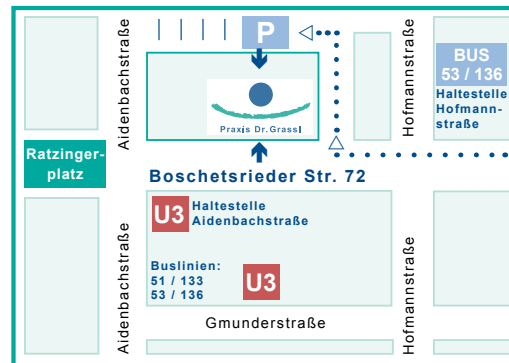 Aidenbachstraße
P
Hofmannstraße
BUS
53 / 136
Haltestelle
Hofmann-
straße
Praxis Dr.Grassl
Ratzinger-
platz
Boschetsrieder Str. 72
U3
Haltestelle
Aidenbachstraße
Aidenbachstraße
Buslinien:
51 / 133
53 / 136
U3
Hofmannstraße
Gmunderstraße